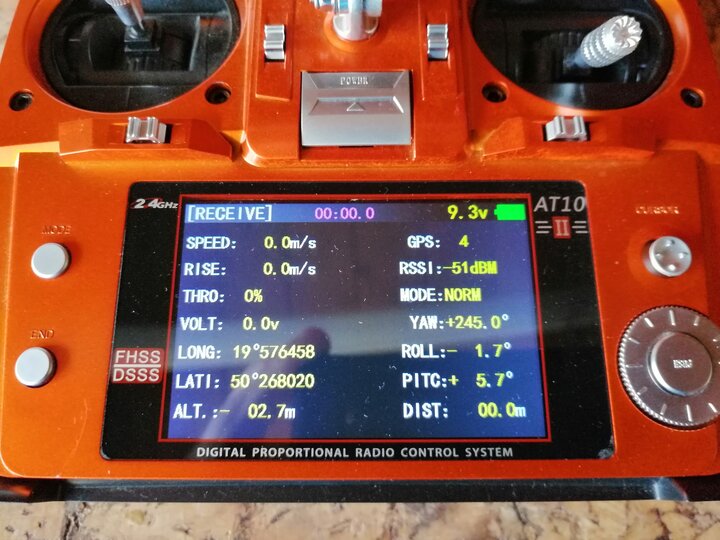 POWER
2.4GHz
[RECEIVE] 00:00.0 9.3v
AT10
II
MODE
CURSOR
SPEED: 0.0m/s GPS: 4
RISE: 0.0m/s RSSI:-51dBM
THRO: 0% MODE:NORM
VOLT: 0.0v YAW:+245.0°
END
FHSS
DSSS
LONG: 19°576458 ROLL:- 1.7°
LATI: 50°268020 PITC:+ 5.7°
ALT.:- 02.7m DIST: 00.0m
DIGITAL PROPORTIONAL RADIO CONTROL SYSTEM